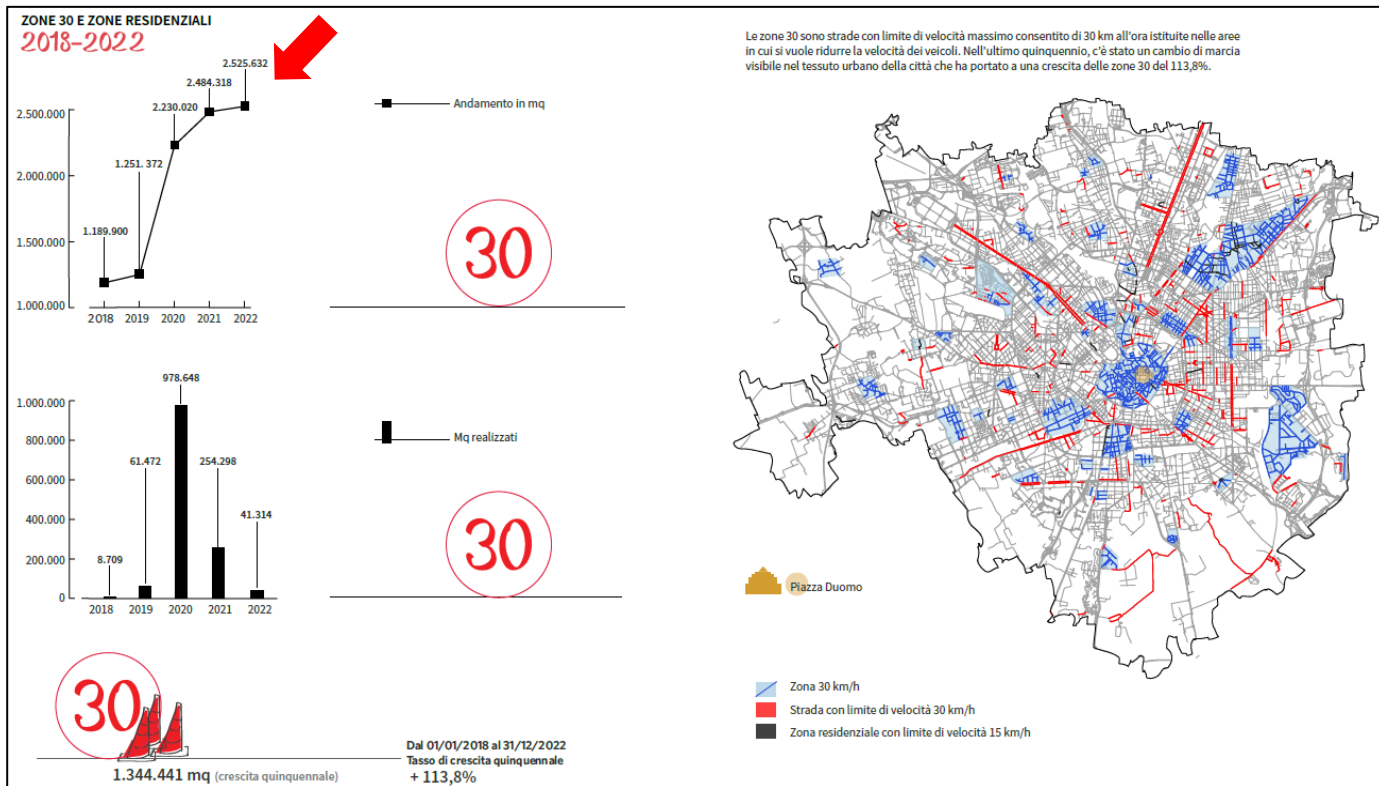 ZONE 30 E ZONE RESIDENZIALI
2018-2022
2.500.000
2.000.000
1.500.000
1.000.000
1.189.900
1.251. 372
2.230.020
2.484.318
2.525.632
2018 2019 2020 2021 2022
Andamento in mq
30
1.000.000
800.000
600.000
400.000
200.000
0
8.709
61.472
978.648
254.298
41.314
2018 2019 2020 2021 2022
Mq realizzati
30
30
1.344.441 mq (crescita quinquennale)
Dal 01/01/2018 al 31/12/2022
Tasso di crescita quinquennale
+ 113,8%
Le zone 30 sono strade con limite di velocità massimo consentito di 30 km all'ora istituite nelle aree
in cui si vuole ridurre la velocità dei veicoli. Nell'ultimo quinquennio, c'è stato un cambio di marcia
visibile nel tessuto urbano della città che ha portato a una crescita delle zone 30 del 113,8%.
Piazza Duomo
Zona 30 km/h
Strada con limite di velocità 30 km/h
Zona residenziale con limite di velocità 15 km/h